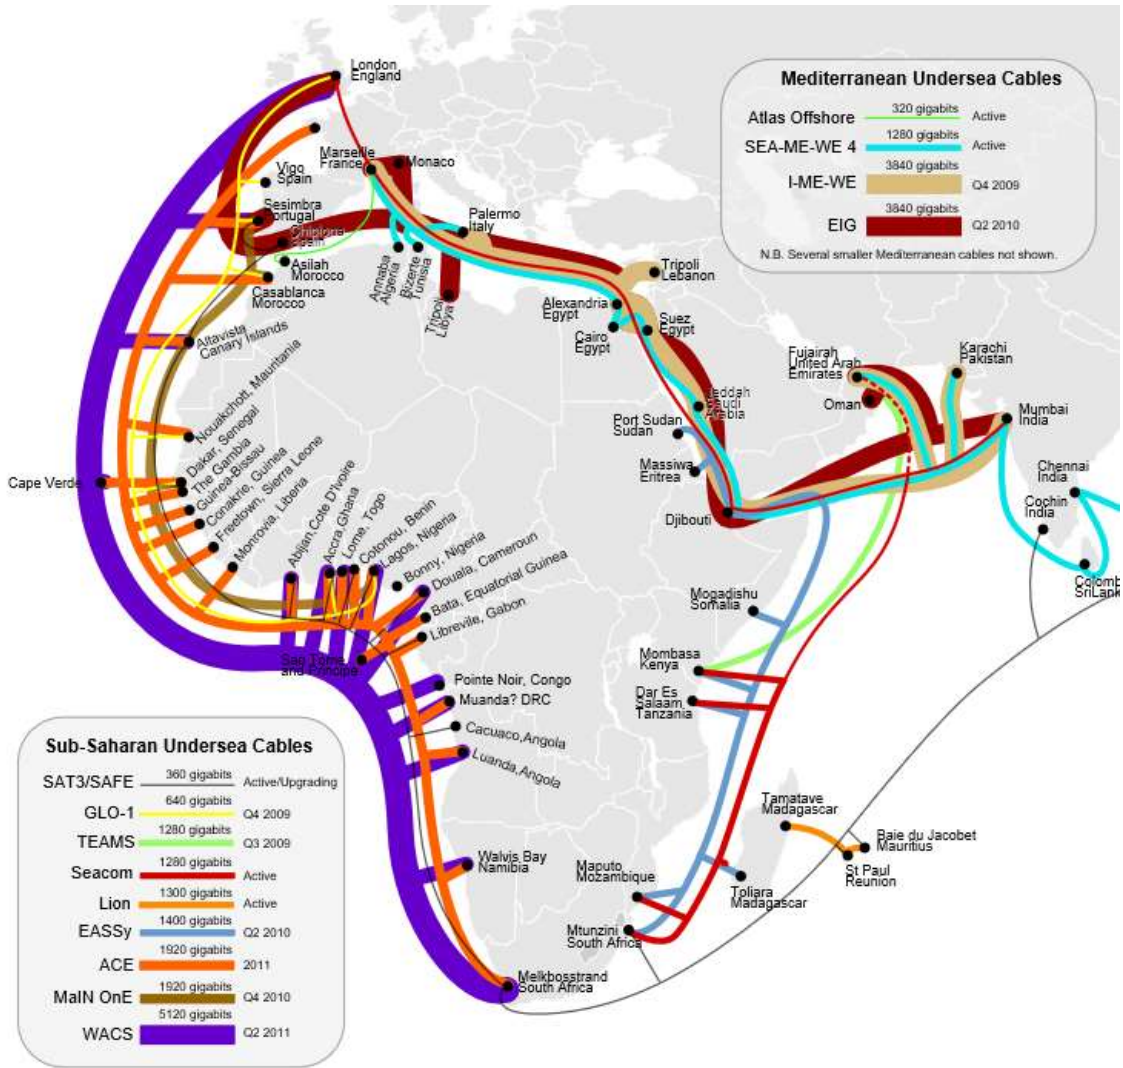 London
England
Marseille
France
Monaco
Vigo
Spain
Sesimbra
Portugal
Chipiona
Spain
Asilah
Morocco
Casablanca
Morocco
Annaba
Algeria
Bizerte
Tunisia
Palermo
Italy
Tripoli
Libya
Tripoli
Lebanon
Alexandria
Egypt
Cairo
Egypt
Suez
Egypt
Altavista
Canary Islands
Jeddah
Saudi
Arabia
Port Sudan
Sudan
Massiwa
Eritrea
Djibouti
Fujairah
United Arab
Emirates
Oman
Karachi
Pakistan
Mumbai
India
Chennai
India
Cochin
India
Colomb
SriLank
Nouakchott, Mauritania
Dakar, Senegal
The Gambia
Guinea-Bissau
Conakrie, Guinea
Freetown, Sierra Leone
Monrovia, Liberia
Cape Verde
Abijan, Cote D'Ivoire
Accra,Ghana
Lome, Togo
Cotonou, Benin
Lagos, Nigeria
Bonny, Nigeria
Douala, Cameroun
Bata, Equatorial Guinea
Libreville, Gabon
Sao Tome
and Principe
Pointe Noir, Congo
Muanda? DRC
Cacuaco,Angola
Luanda,Angola
Walvis Bay
Namibia
Melkbosstrand
South Africa
Mogadishu
Somalia
Mombasa
Kenya
Dar Es
Salaam,
Tanzania
Maputo
Mozambique
Mtunzini
South Africa
Toliara
Madagascar
Tamatave
Madagascar
Baie du Jacobet
Mauritius
St Paul
Reunion
Mediterranean Undersea Cables
Atlas Offshore 320 gigabits Active
SEA-ME-WE 4 1280 gigabits Active
I-ME-WE 3840 gigabits Q4 2009
EIG 3840 gigabits Q2 2010
N.B. Several smaller Mediterranean cables not shown.
Sub-Saharan Undersea Cables
SAT3/SAFE 360 gigabits Active/Upgrading
GLO-1 640 gigabits Q4 2009
TEAMS 1280 gigabits Q3 2009
Seacom 1280 gigabits Active
Lion 1300 gigabits Active
EASSy 1400 gigabits Q2 2010
ACE 1920 gigabits 2011
MaIN OnE 1920 gigabits Q4 2010
WACS 5120 gigabits Q2 2011